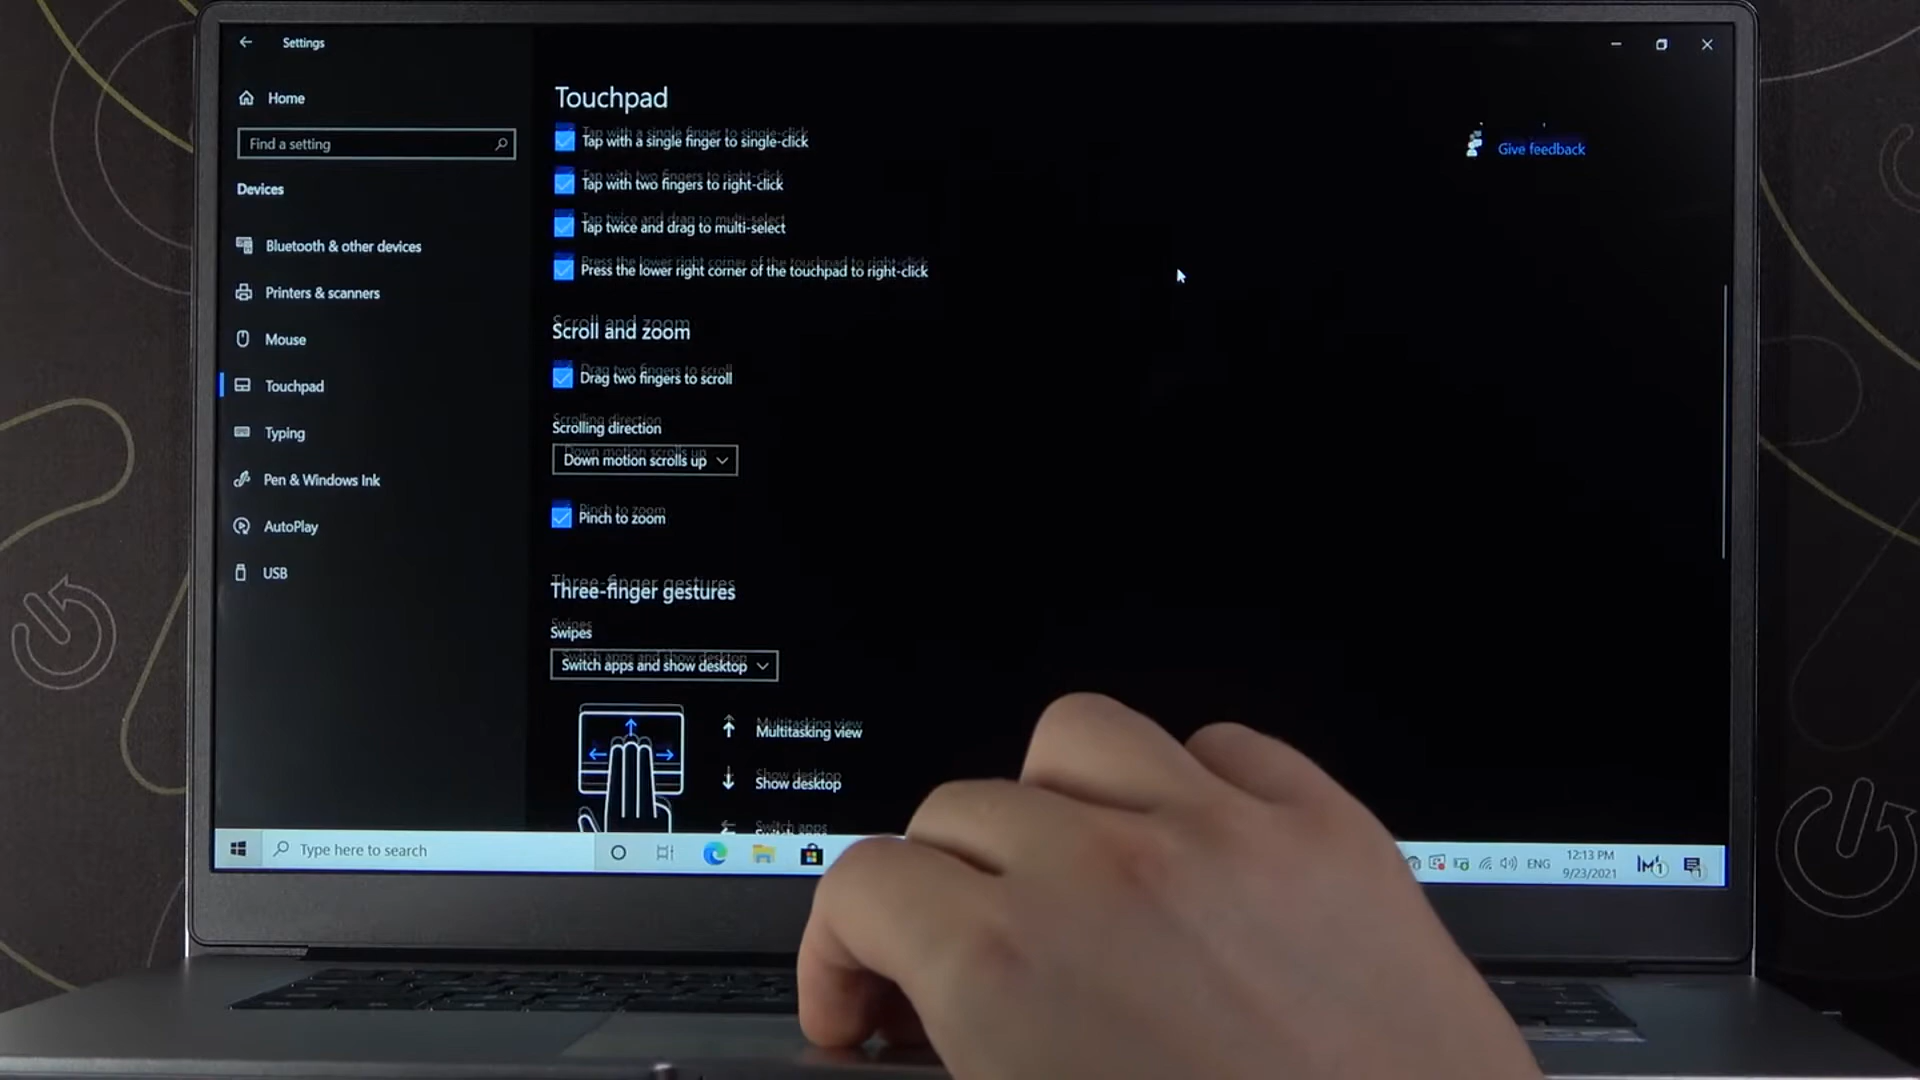 Settings
Home
Find a setting
Devices
Bluetooth & other devices
Printers & scanners
Mouse
Touchpad
Typing
Pen & Windows Ink
AutoPlay
USB
Touchpad
Tap with a single finger to single-click
Tap with two fingers to right-click
Tap twice and drag to multi-select
Press the lower right corner of the touchpad to right-click
Scroll and zoom
Drag two fingers to scroll
Scrolling direction
Down motion scrolls up
Pinch to zoom
Three-finger gestures
Swipes
Switch apps and show desktop
Multitasking view
Show desktop
Switch apps
Give feedback
Type here to search
ENG
12:13 PM
9/23/2021
1
1